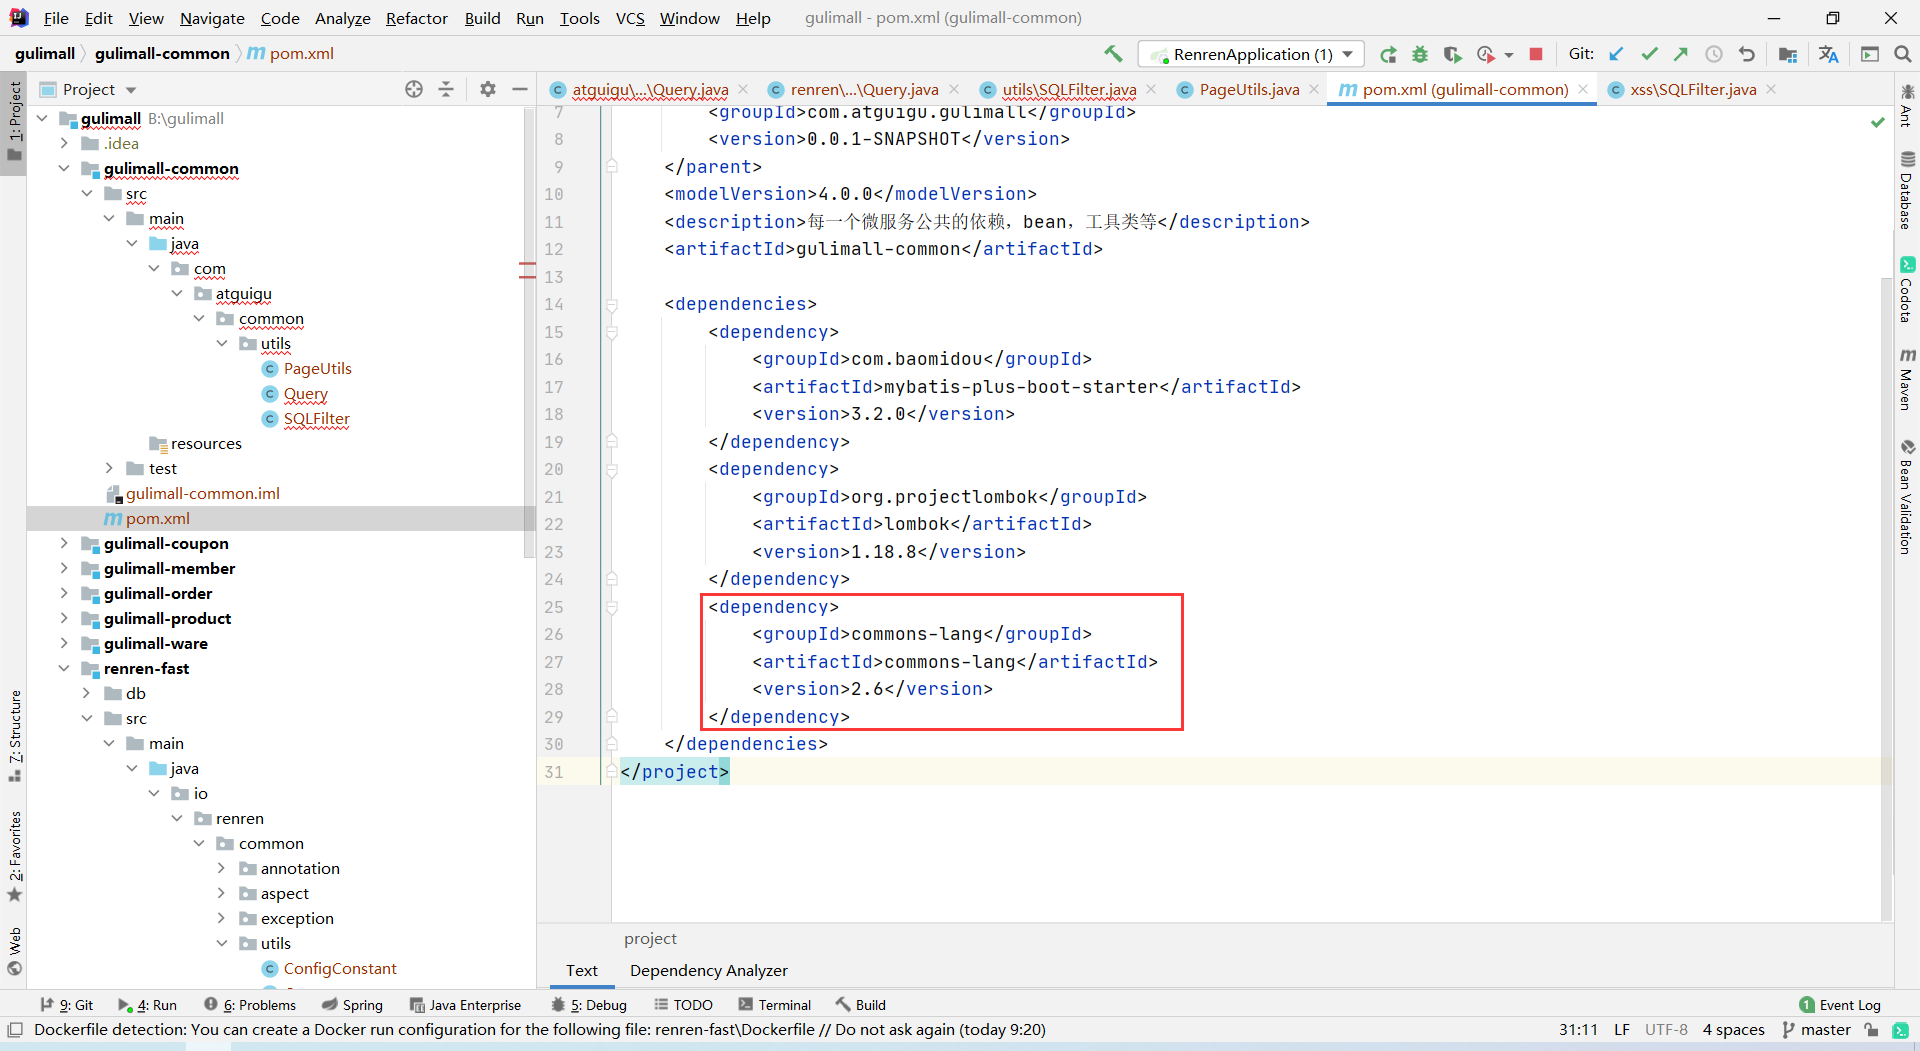 File Edit View Navigate Code Analyze Refactor Build Run Tools VCS Window Help gulimall - pom.xml (gulimall-common)
gulimall gulimall-common m pom.xml RenrenApplication (1) Git:
Project
atguigu\...\Query.java renren\...\Query.java utils\SQLFilter.java PageUtils.java pom.xml (gulimall-common) xss\SQLFilter.java
1: Project
7: Structure
2: Favorites
Web
gulimall B:\gulimall
.idea
gulimall-common
src
main
java
com
atguigu
common
utils
PageUtils
Query
SQLFilter
resources
test
gulimall-common.iml
pom.xml
gulimall-coupon
gulimall-member
gulimall-order
gulimall-product
gulimall-ware
renren-fast
db
src
main
java
io
renren
common
annotation
aspect
exception
utils
ConfigConstant
7 <groupId>com.atguigu.gulimall</groupId>
8 <version>0.0.1-SNAPSHOT</version>
9 </parent>
10 <modelVersion>4.0.0</modelVersion>
11 <description>每一个微服务公共的依赖，bean，工具类等</description>
12 <artifactId>gulimall-common</artifactId>
13
14 <dependencies>
15 <dependency>
16 <groupId>com.baomidou</groupId>
17 <artifactId>mybatis-plus-boot-starter</artifactId>
18 <version>3.2.0</version>
19 </dependency>
20 <dependency>
21 <groupId>org.projectlombok</groupId>
22 <artifactId>lombok</artifactId>
23 <version>1.18.8</version>
24 </dependency>
25 <dependency>
26 <groupId>commons-lang</groupId>
27 <artifactId>commons-lang</artifactId>
28 <version>2.6</version>
29 </dependency>
30 </dependencies>
31 </project>
project
Text Dependency Analyzer
Ant
Database
Codota
Maven
Bean Validation
9: Git 4: Run 6: Problems Spring Java Enterprise 5: Debug TODO Terminal Build 1 Event Log
Dockerfile detection: You can create a Docker run configuration for the following file: renren-fast\Dockerfile // Do not ask again (today 9:20) 31:11 LF UTF-8 4 spaces master